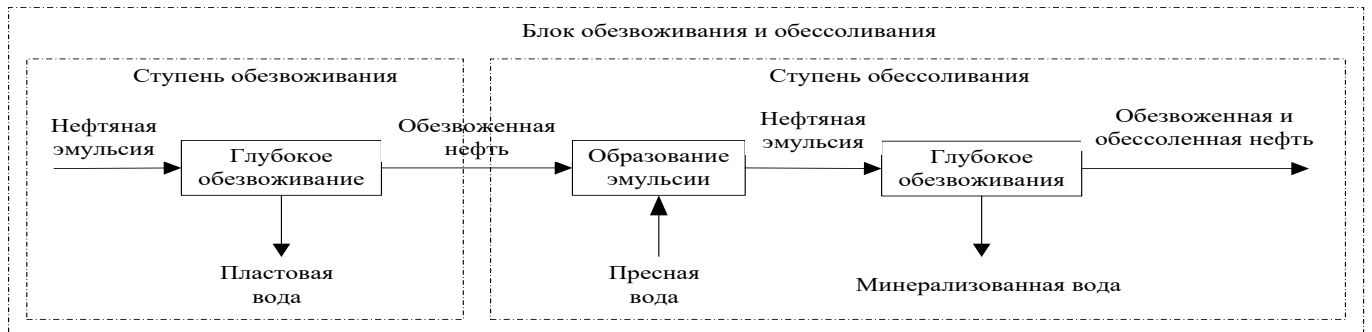 Блок обезвоживания и обессоливания
Ступень обезвоживания
Ступень обессоливания
Нефтяная
эмульсия
Глубокое
обезвоживание
Обезвоженная
нефть
Образование
эмульсии
Нефтяная
эмульсия
Глубокое
обезвоживания
Обезвоженная и
обессоленная нефть
Пластовая
вода
Пресная
вода
Минерализованная вода